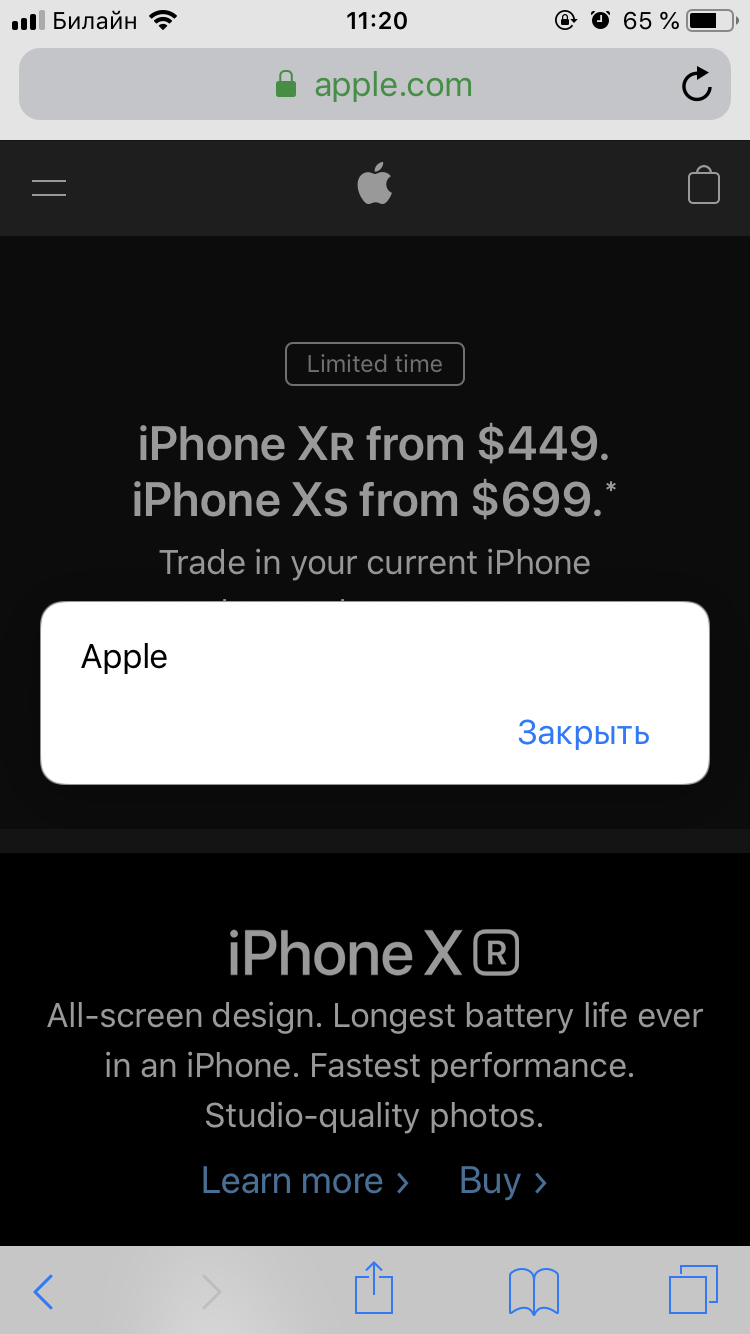 Билайн 11:20 65 %
apple.com
Limited time
iPhone XR from $449.
iPhone XS from $699.*
Trade in your current iPhone
Apple
Закрыть
iPhone XR
All-screen design. Longest battery life ever
in an iPhone. Fastest performance.
Studio-quality photos.
Learn more > Buy >